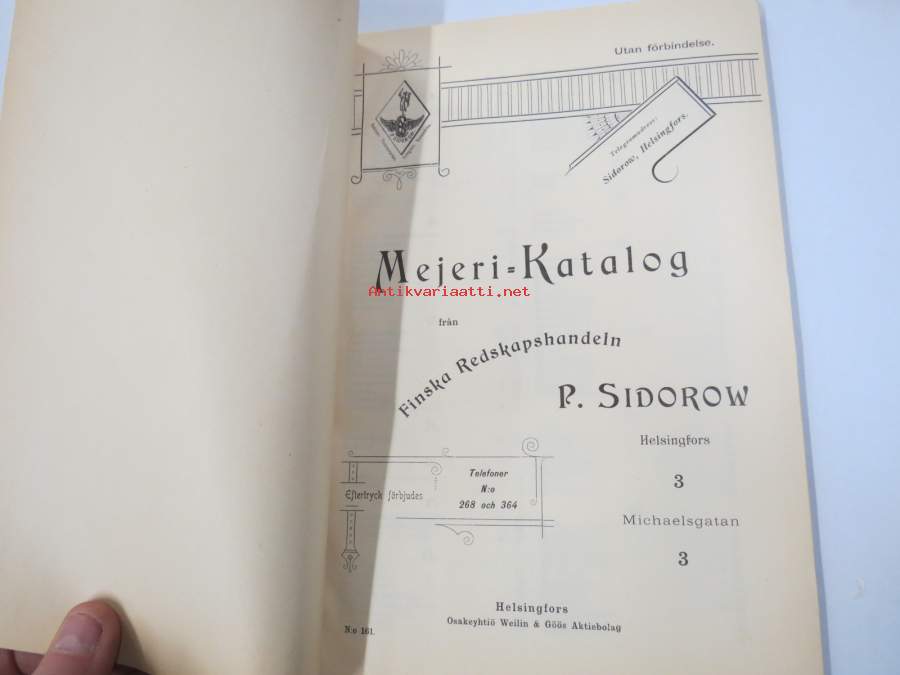 Utan förbindelse.
Telegramadress:
Sidorow, Helsingfors.
Mejeri=Katalog
Antikvariaatti.net
från
Finska Redskapshandeln
P. SIDOROW
Helsingfors
3
Michaelsgatan
3
Telefoner
N:o
268 och 364
Eftertryck förbjudes
Helsingfors
Osakeyhtiö Weilin & Göös Aktiebolag
N:o 161.